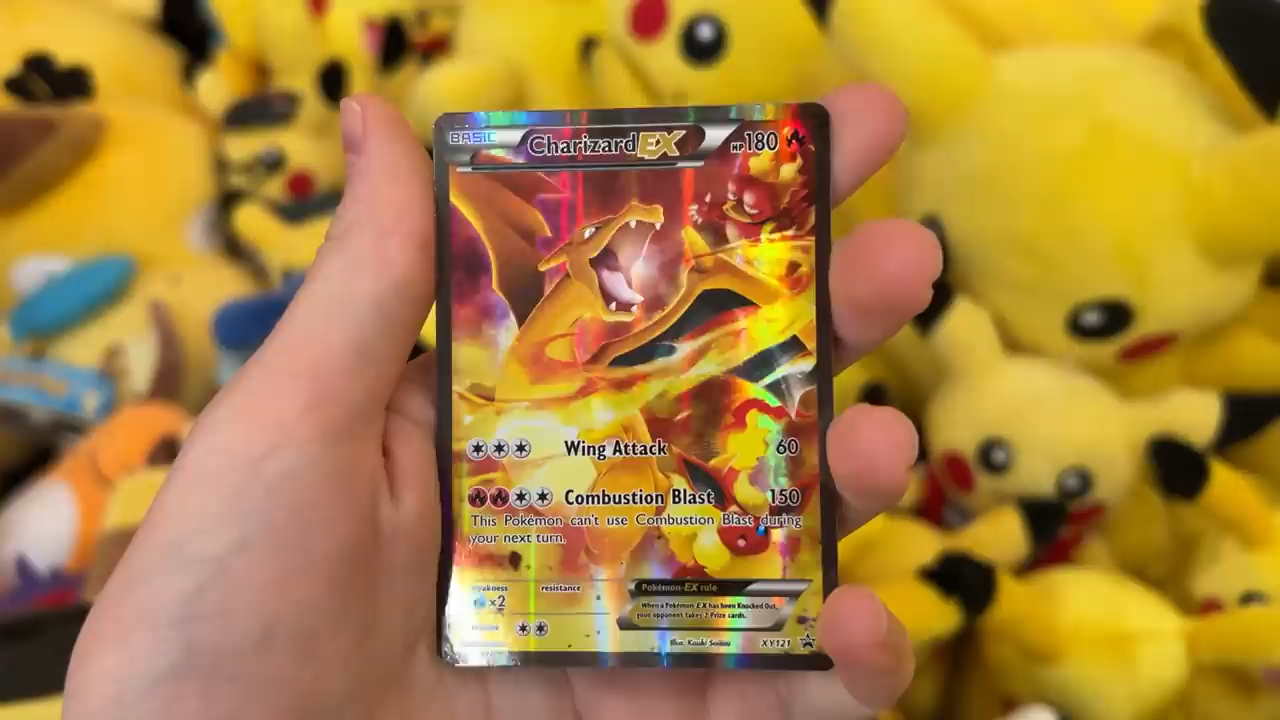 BASIC Charizard EX HP 180
Wing Attack 60
Combustion Blast 150
This Pokémon can't use Combustion Blast during
your next turn.
weakness resistance
×2
Pokémon-EX rule
When a Pokémon-EX has been Knocked Out,
your opponent takes 2 Prize cards.
Illus. XY121